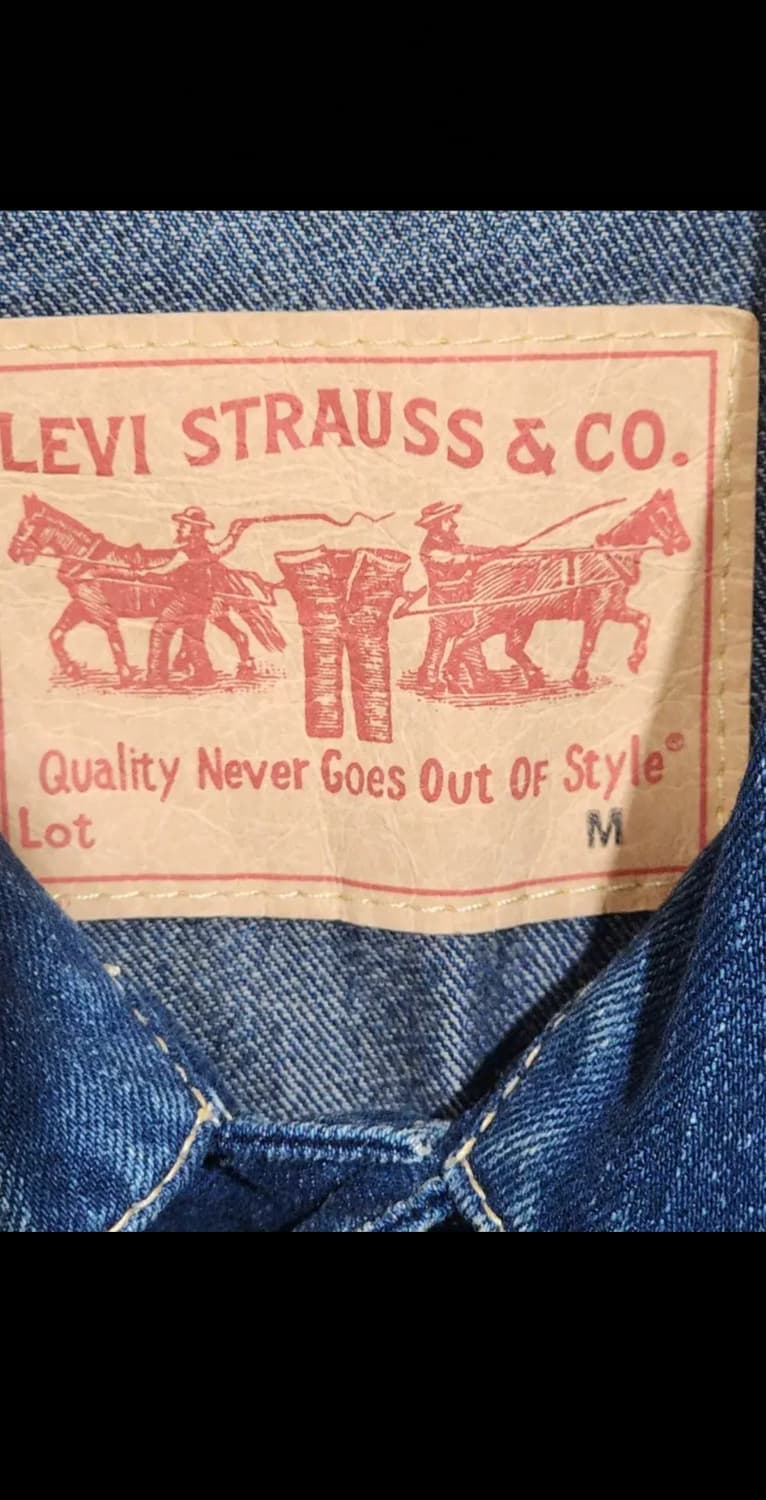 LEVI STRAUSS & CO.
Quality Never Goes Out Of Style®
Lot M